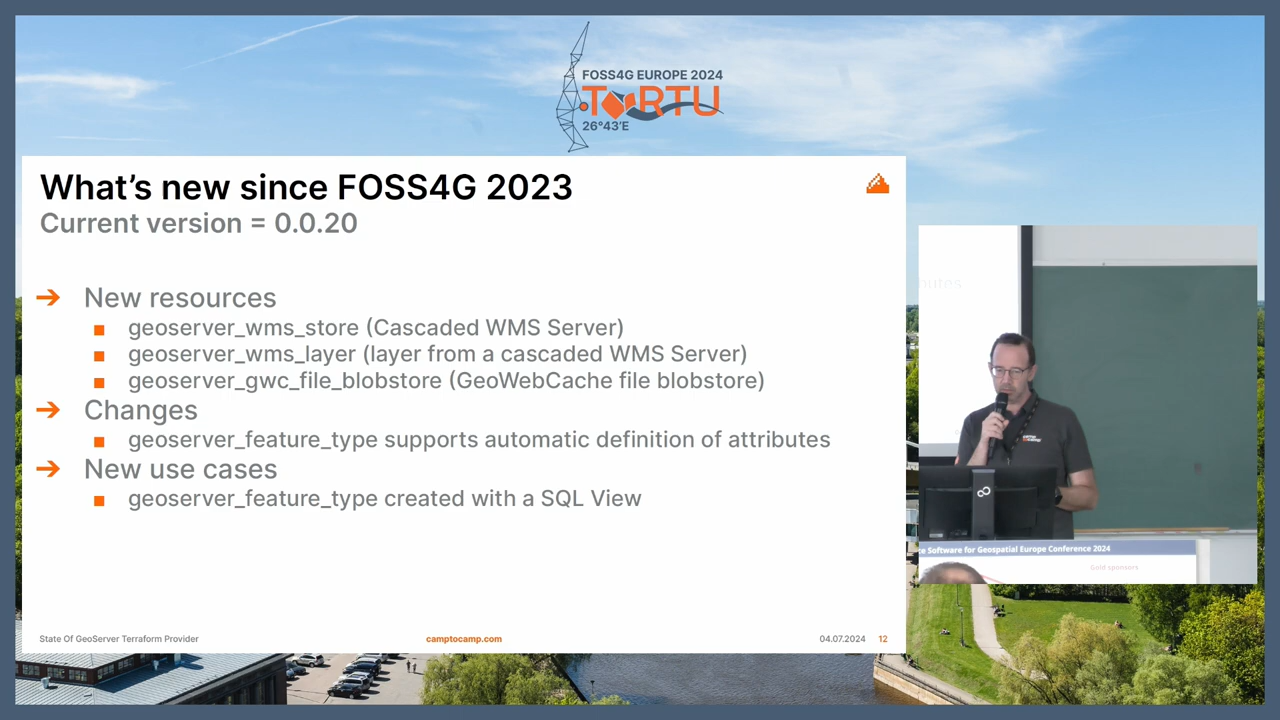 FOSS4G EUROPE 2024
TARTU
26°43'E
What's new since FOSS4G 2023
Current version = 0.0.20
➔ New resources
■ geoserver_wms_store (Cascaded WMS Server)
■ geoserver_wms_layer (layer from a cascaded WMS Server)
■ geoserver_gwc_file_blobstore (GeoWebCache file blobstore)
➔ Changes
■ geoserver_feature_type supports automatic definition of attributes
➔ New use cases
■ geoserver_feature_type created with a SQL View
State Of GeoServer Terraform Provider
camptocamp.com
04.07.2024 12
Software for Geospatial Europe Conference 2024
Gold sponsors